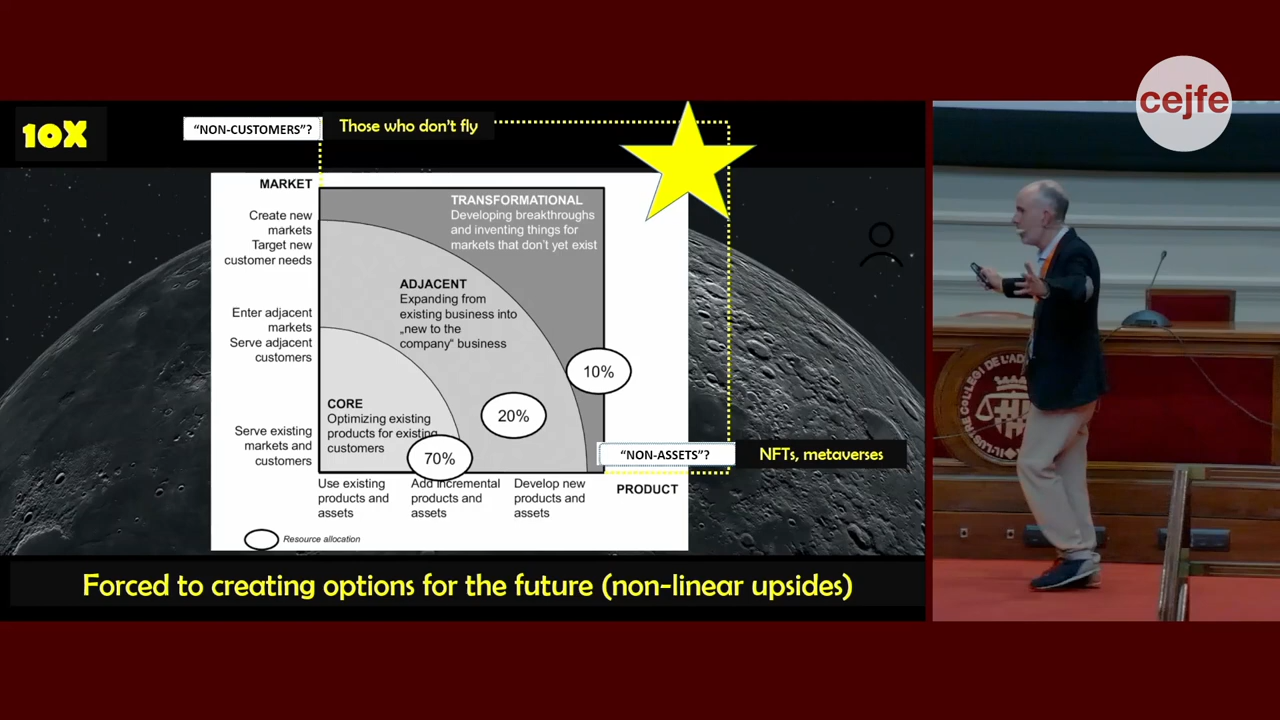 cejfe
10X
“NON-CUSTOMERS”?
Those who don’t fly
MARKET
Create new
markets
Target new
customer needs
Enter adjacent
markets
Serve adjacent
customers
Serve existing
markets and
customers
TRANSFORMATIONAL
Developing breakthroughs
and inventing things for
markets that don’t yet exist
ADJACENT
Expanding from
existing business into
„new to the
company“ business
10%
20%
CORE
Optimizing existing
products for existing
customers
70%
“NON-ASSETS”?
NFTs, metaverses
PRODUCT
Use existing
products and
assets
Add incremental
products and
assets
Develop new
products and
assets
Resource allocation
Forced to creating options for the future (non-linear upsides)